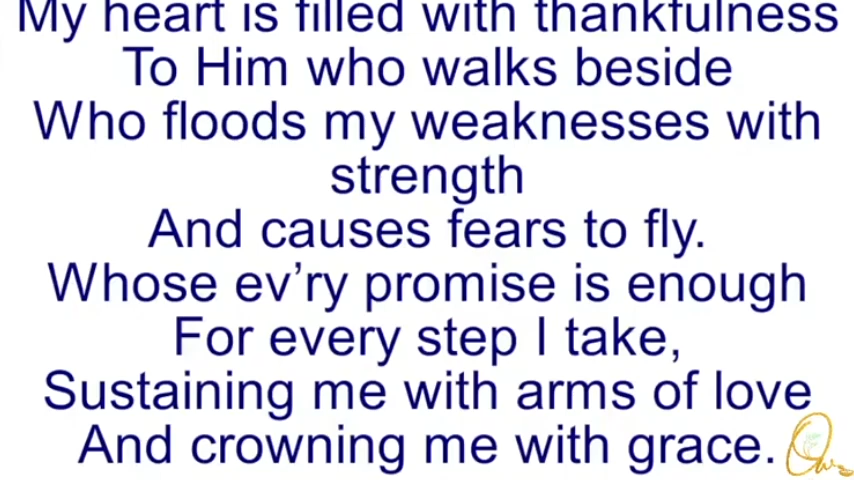 My heart is filled with thankfulness
To Him who walks beside
Who floods my weaknesses with
strength
And causes fears to fly.
Whose ev’ry promise is enough
For every step I take,
Sustaining me with arms of love
And crowning me with grace.